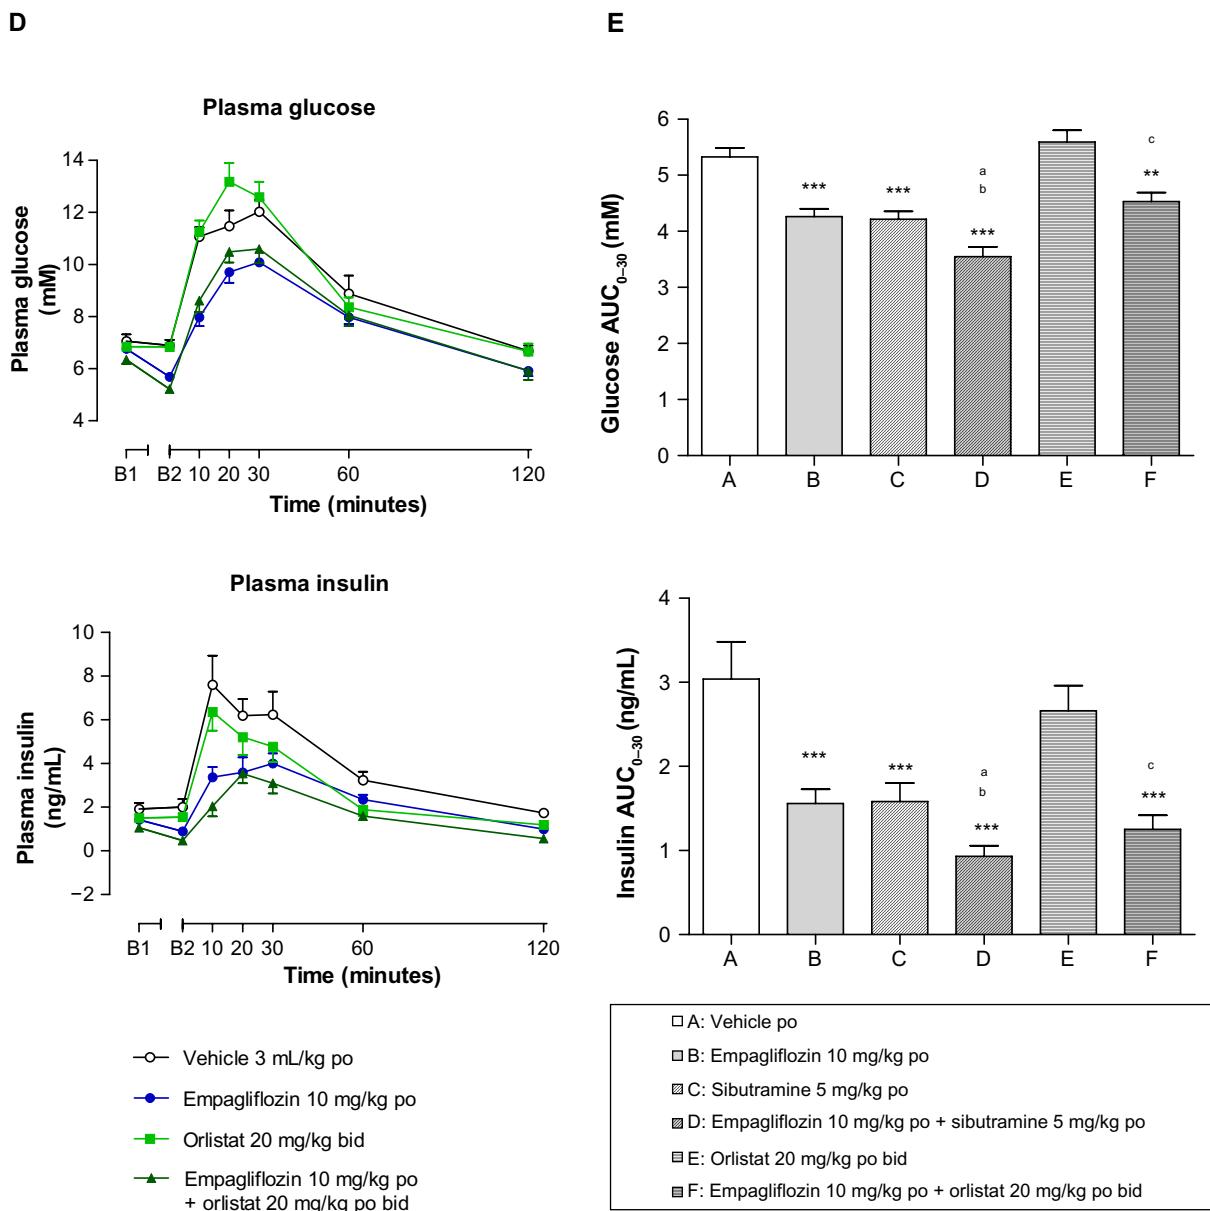 D
Plasma glucose
Plasma glucose
(mM)
14
12
10
8
6
4
B1 B2 10 20 30 60 120
Time (minutes)
Plasma insulin
Plasma insulin
(ng/mL)
10
8
6
4
2
0
−2
B1 B2 10 20 30 60 120
Time (minutes)
Vehicle 3 mL/kg po
Empagliflozin 10 mg/kg po
Orlistat 20 mg/kg bid
Empagliflozin 10 mg/kg po
+ orlistat 20 mg/kg po bid
E
Glucose AUC0–30 (mM)
6
5
4
3
2
1
0
***
***
a
b
***
c
**
A B C D E F
Insulin AUC0–30 (ng/mL)
4
3
2
1
0
***
***
a
b
***
c
***
A B C D E F
A: Vehicle po
B: Empagliflozin 10 mg/kg po
C: Sibutramine 5 mg/kg po
D: Empagliflozin 10 mg/kg po + sibutramine 5 mg/kg po
E: Orlistat 20 mg/kg po bid
F: Empagliflozin 10 mg/kg po + orlistat 20 mg/kg po bid